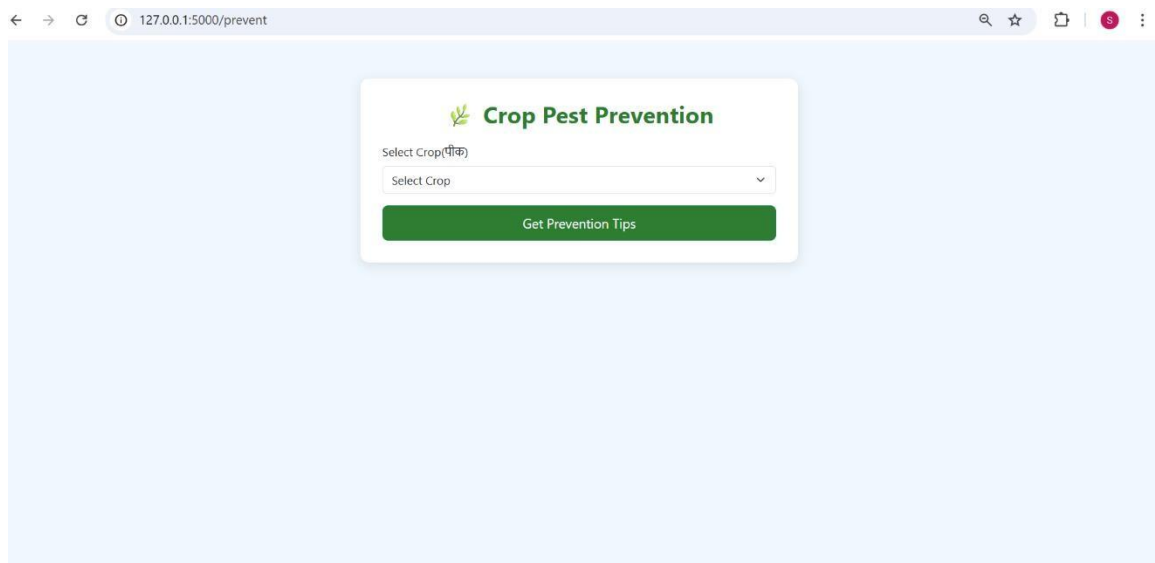 127.0.0.1:5000/prevent
S
Crop Pest Prevention
Select Crop(पीक)
Select Crop
Get Prevention Tips